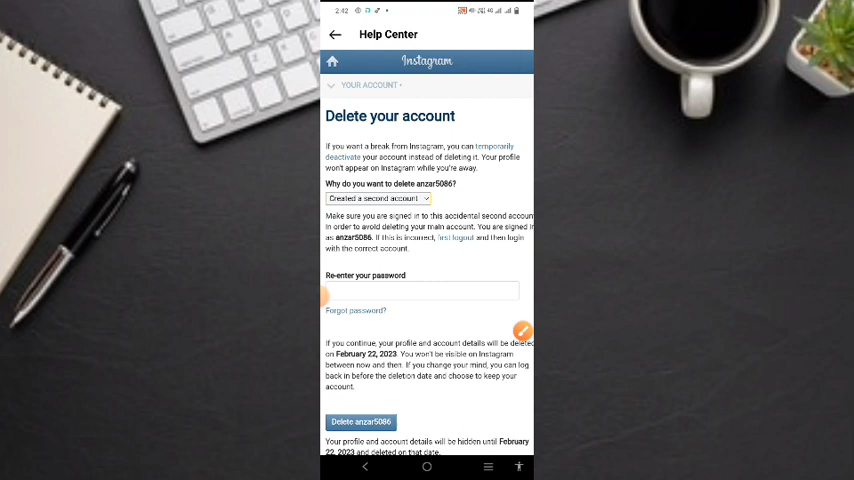 2:42
Help Center
Instagram
YOUR ACCOUNT •
Delete your account
If you want a break from Instagram, you can temporarily
deactivate your account instead of deleting it. Your profile
won't appear on Instagram while you're away.
Why do you want to delete anzar5086?
Created a second account
Make sure you are signed in to this accidental second account
in order to avoid deleting your main account. You are signed in
as anzar5086. If this is incorrect, first logout and then login
with the correct account.
Re-enter your password
Forgot password?
If you continue, your profile and account details will be deleted
on February 22, 2023. You won't be visible on Instagram
between now and then. If you change your mind, you can log
back in before the deletion date and choose to keep your
account.
Delete anzar5086
Your profile and account details will be hidden until February
22, 2023 and deleted on that date.